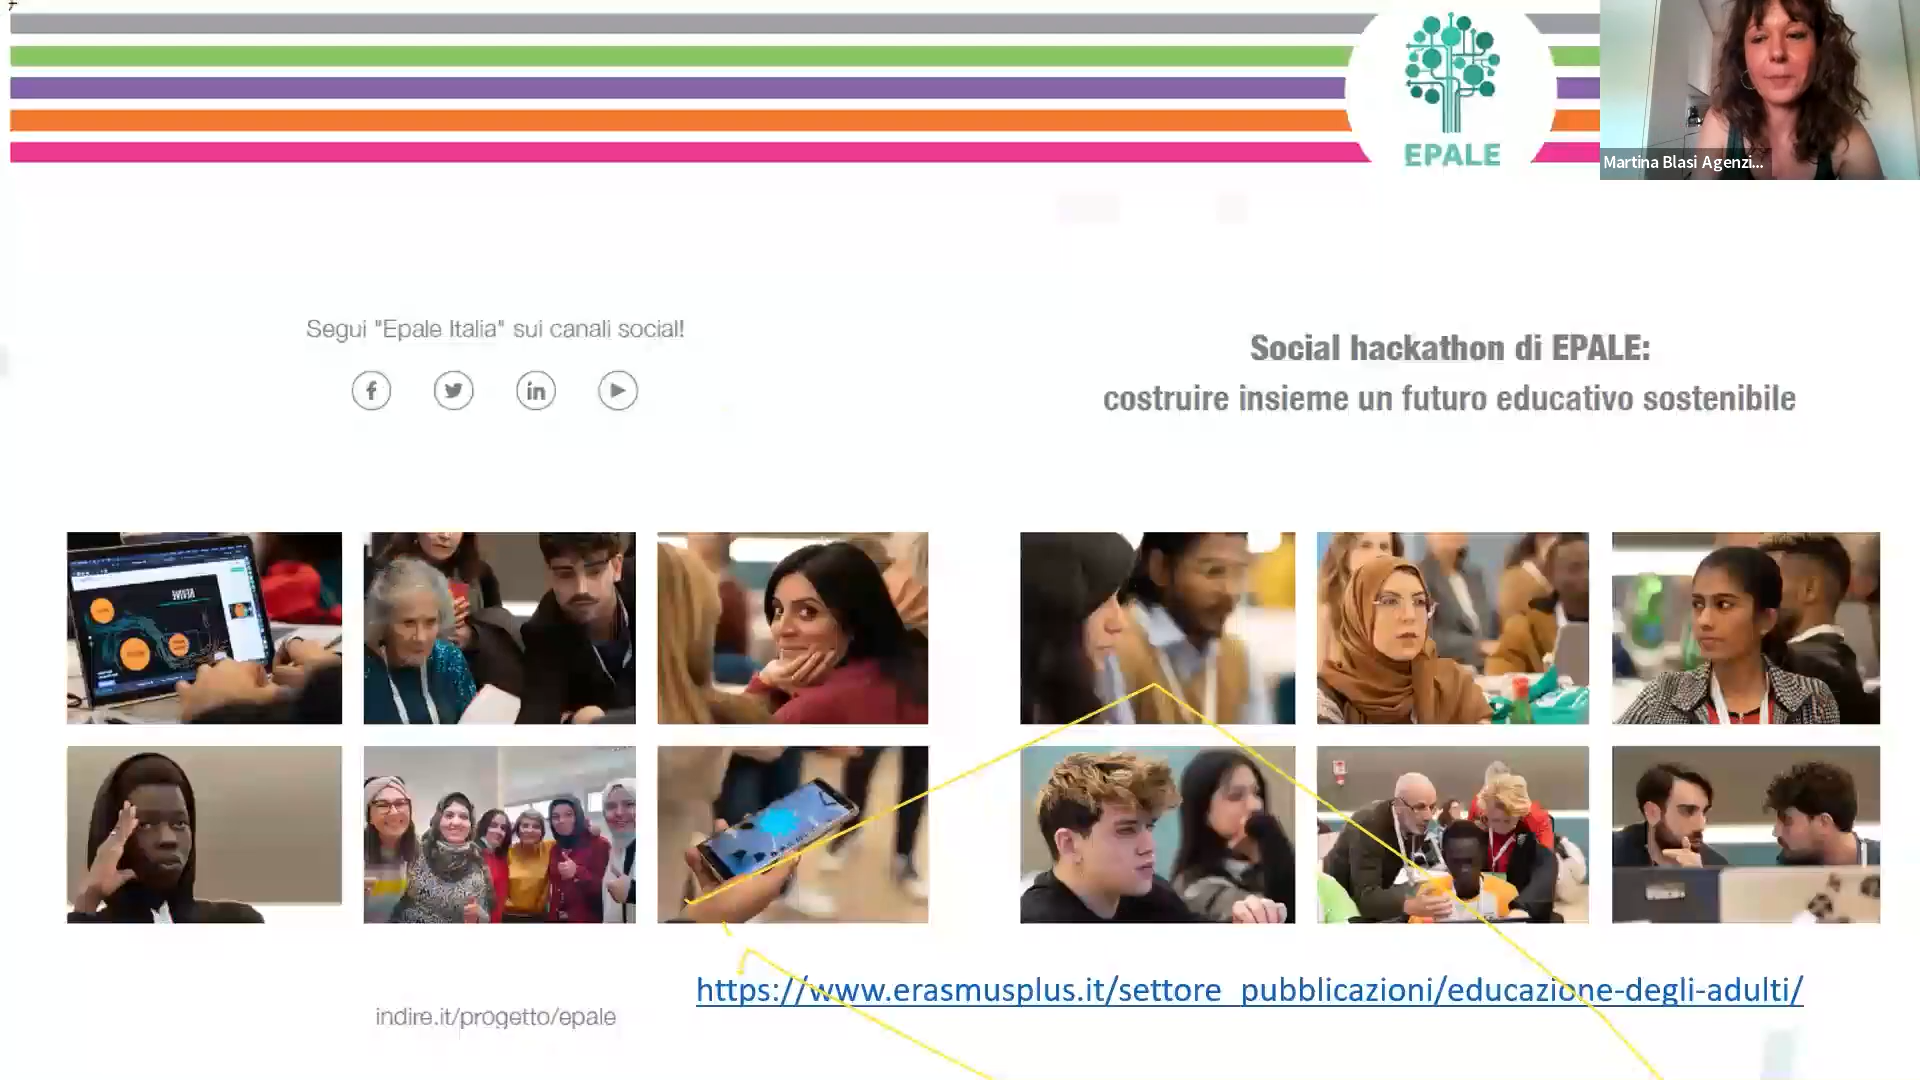 EPALE
Martina Blasi Agenzi...
Segui "Epale Italia" sui canali social!
Social hackathon di EPALE:
costruire insieme un futuro educativo sostenibile
https://www.erasmusplus.it/settore_pubblicazioni/educazione-degli-adulti/
indire.it/progetto/epale